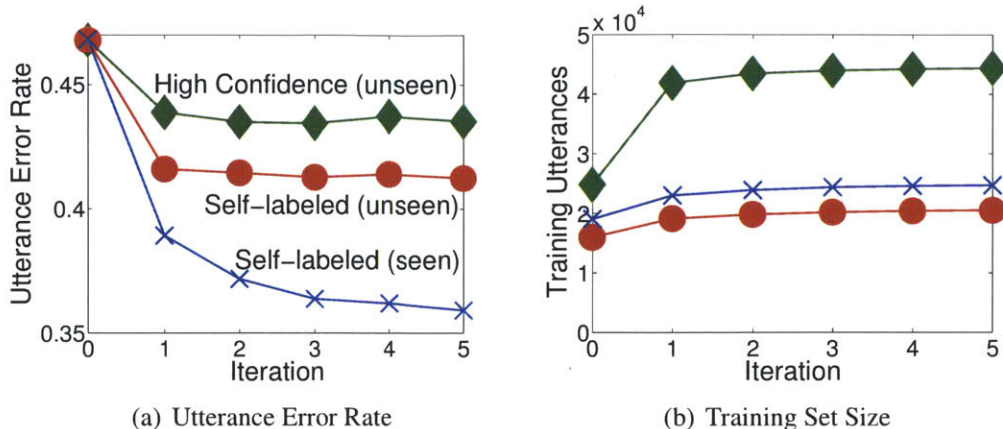 0.45
0.4
0.35
0 1 2 3 4 5
Utterance Error Rate
Iteration
High Confidence (unseen)
Self-labeled (unseen)
Self-labeled (seen)
(a) Utterance Error Rate
5 x 10^4
4
3
2
1
0
0 1 2 3 4 5
Training Utterances
Iteration
(b) Training Set Size